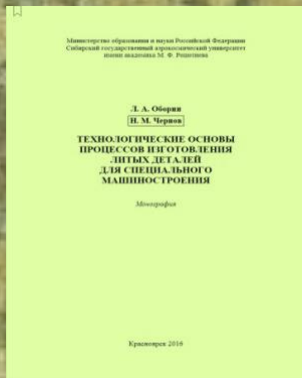 Министерство образования и науки Российской Федерации
Сибирский государственный аэрокосмический университет
имени академика М. Ф. Решетнева
Л. А. Оборин
Н. М. Чернов
ТЕХНОЛОГИЧЕСКИЕ ОСНОВЫ
ПРОЦЕССОВ ИЗГОТОВЛЕНИЯ
ЛИТЫХ ДЕТАЛЕЙ
ДЛЯ СПЕЦИАЛЬНОГО
МАШИНОСТРОЕНИЯ
Монография
Красноярск 2016